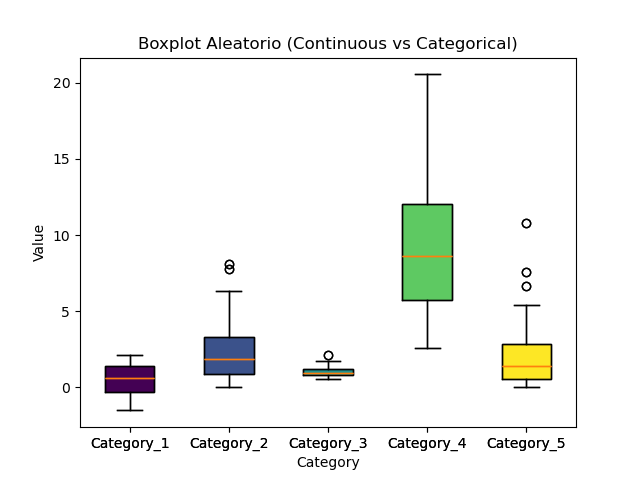 Boxplot Aleatorio (Continuous vs Categorical)
20
15
10
5
0
Value
Category_1 Category_2 Category_3 Category_4 Category_5
Category